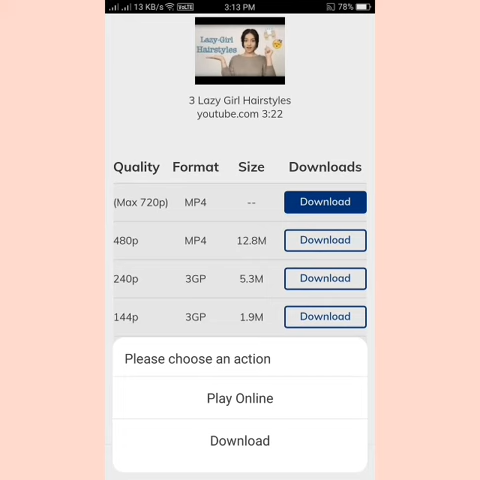 13 KB/s VoLTE 3:13 PM 78%
Lazy-Girl
Hairstyles
3 Lazy Girl Hairstyles
youtube.com 3:22
Quality Format Size Downloads
(Max 720p) MP4 -- Download
480p MP4 12.8M Download
240p 3GP 5.3M Download
144p 3GP 1.9M Download
Please choose an action
Play Online
Download